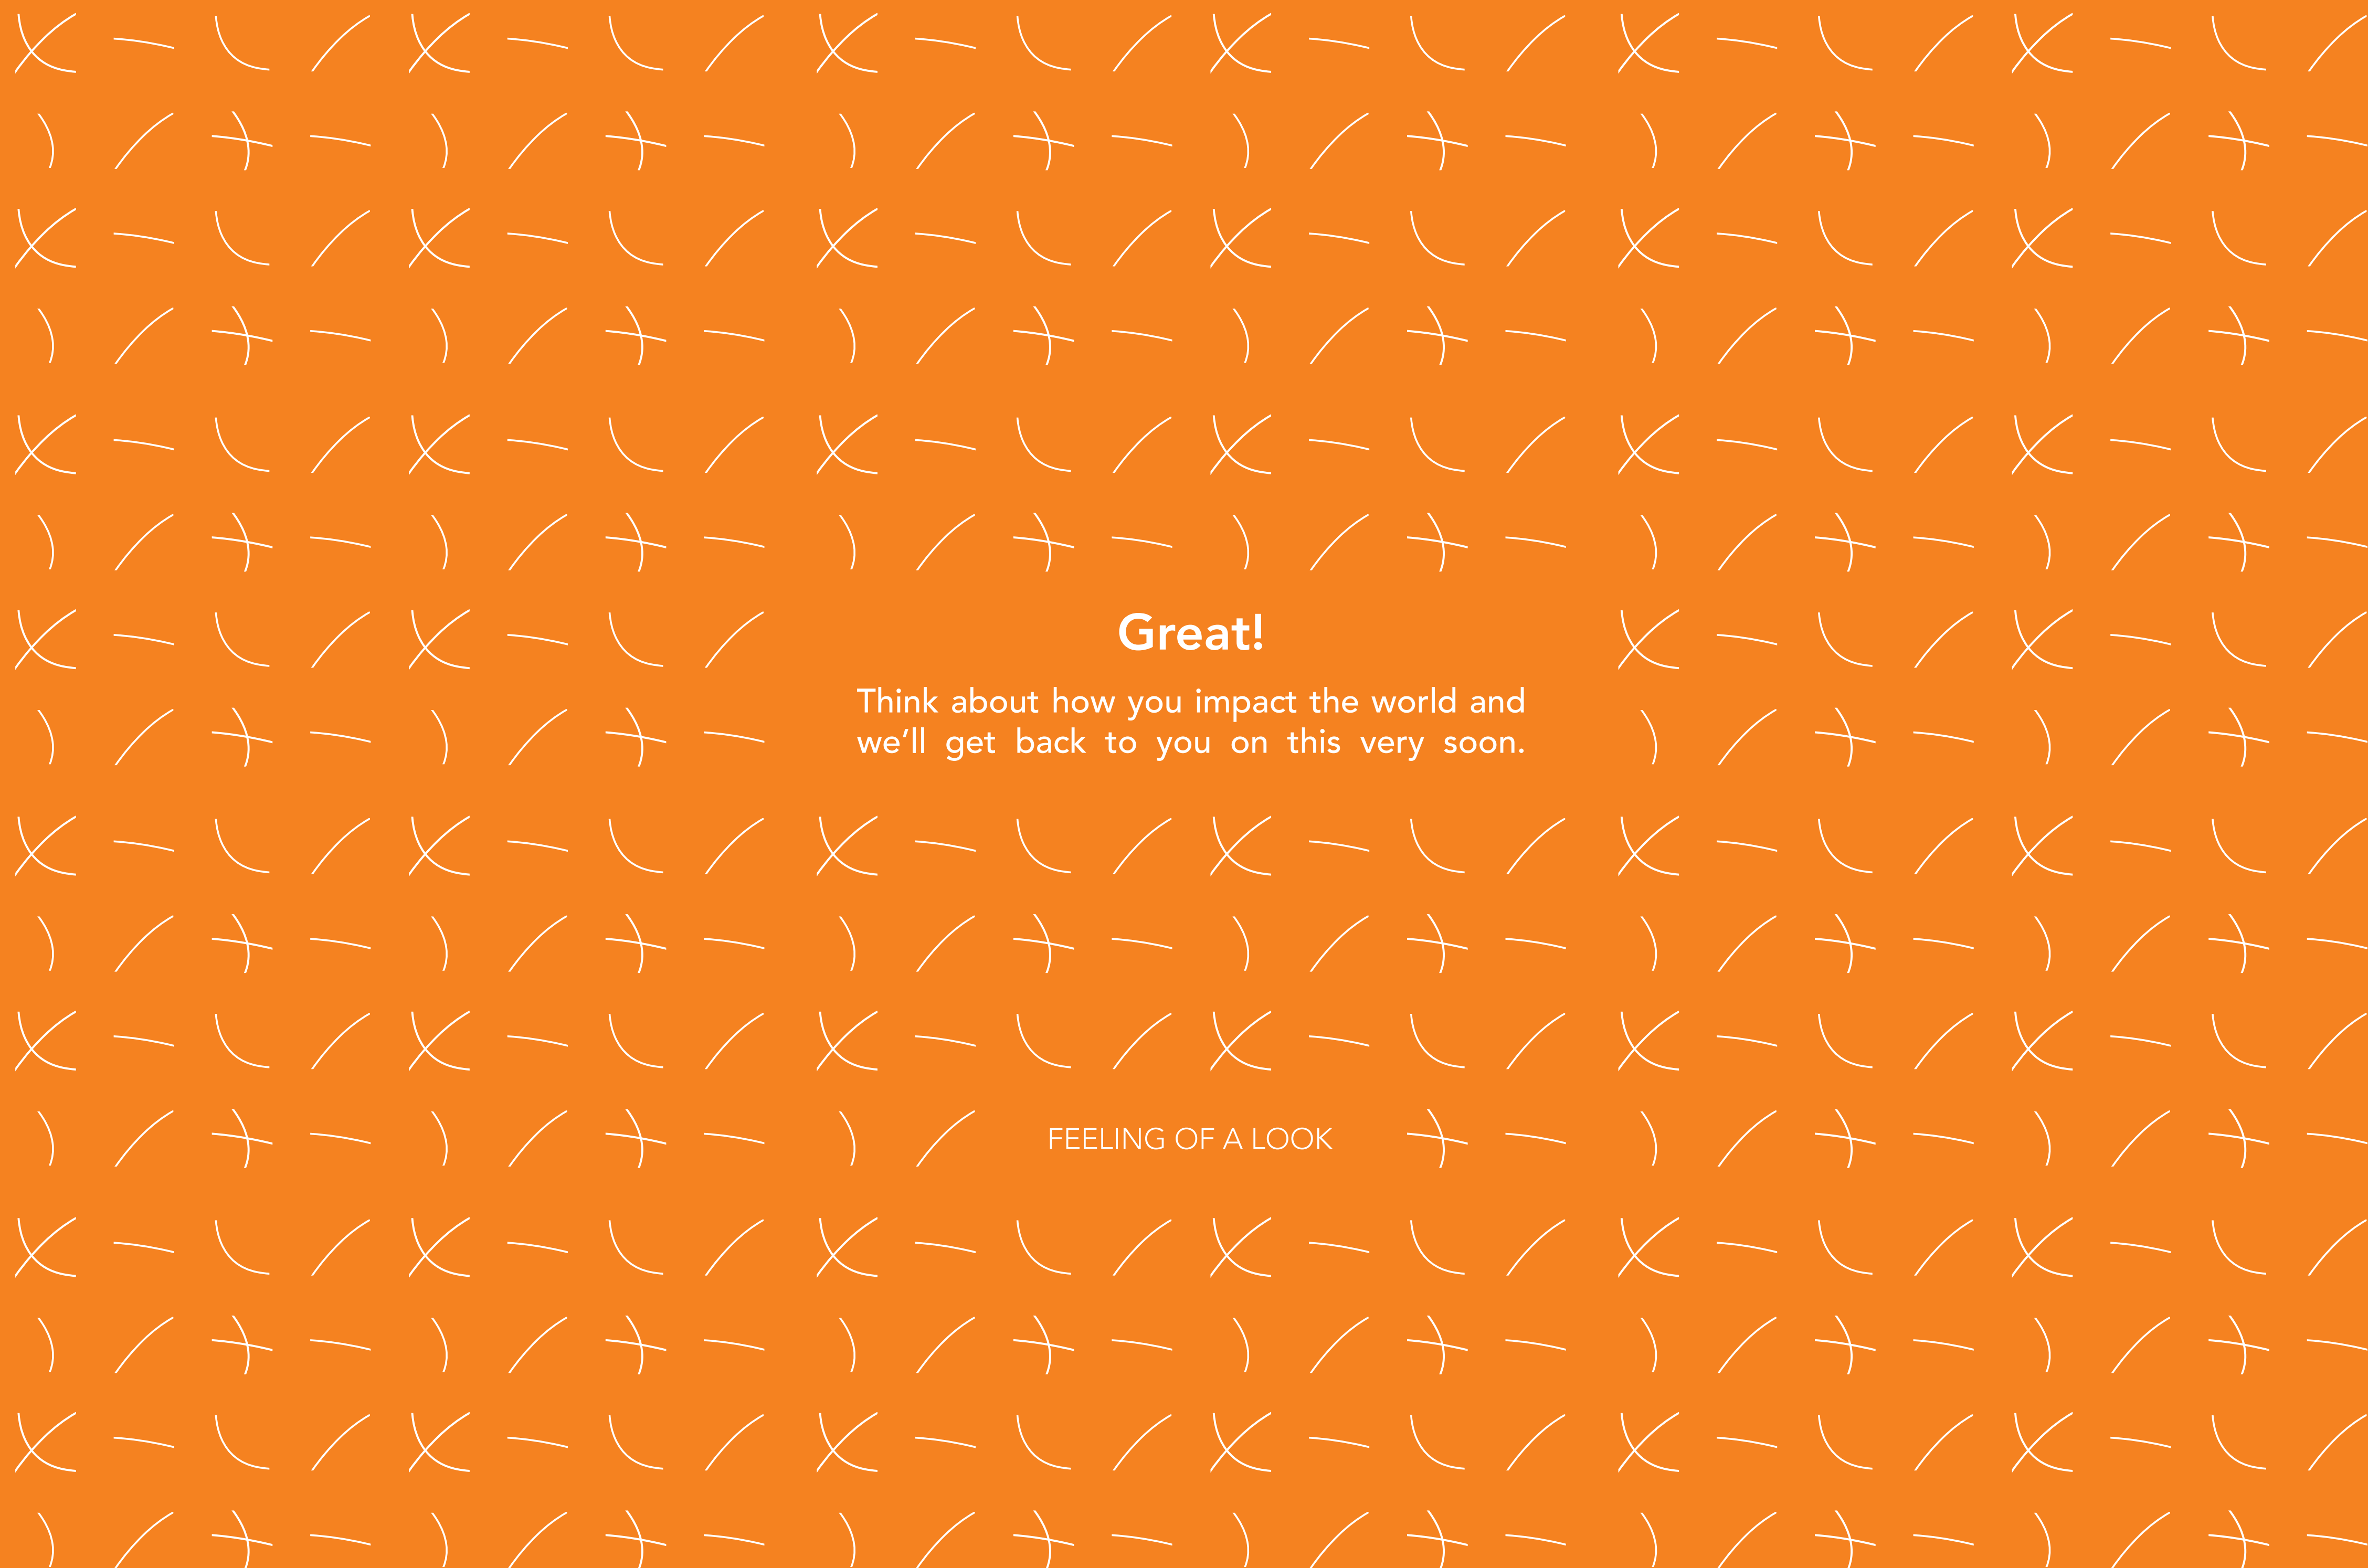 Great!
Think about how you impact the world and
we’ll get back to you on this very soon.
FEELING OF A LOOK